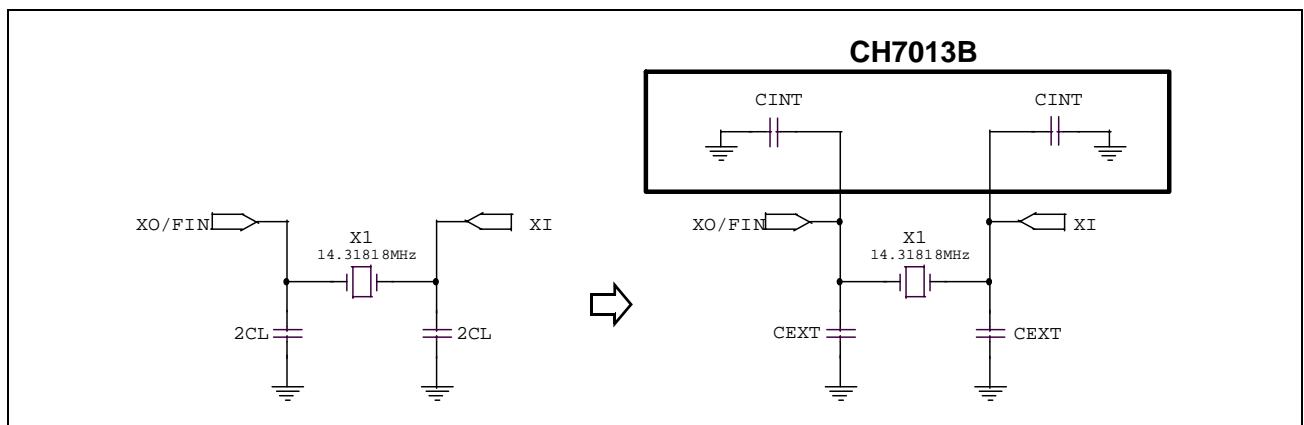 CH7013B
CINT
CINT
XO/FIN
XI
X1
14.31818MHz
2CL
2CL
XO/FIN
XI
X1
14.31818MHz
CEXT
CEXT